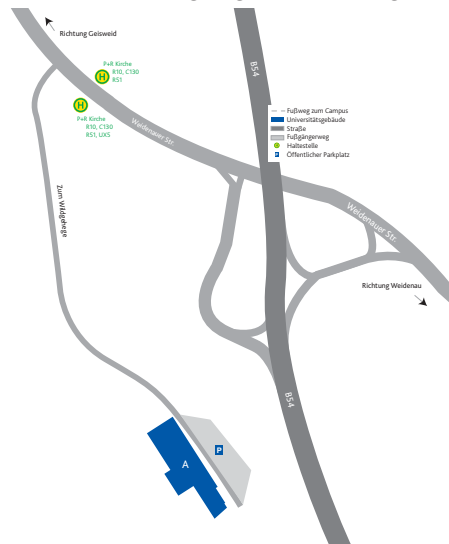 Richtung Geisweid
P+R Kirche
R10, C130
R51
H
H
P+R Kirche
R10, C130
R51, UX5
Weidenauer Str.
B54
Fußweg zum Campus
Universitätsgebäude
Straße
Fußgängerweg
Haltestelle
P Öffentlicher Parkplatz
Zum Wildgehege
Weidenauer Str.
Richtung Weidenau
B54
P
A